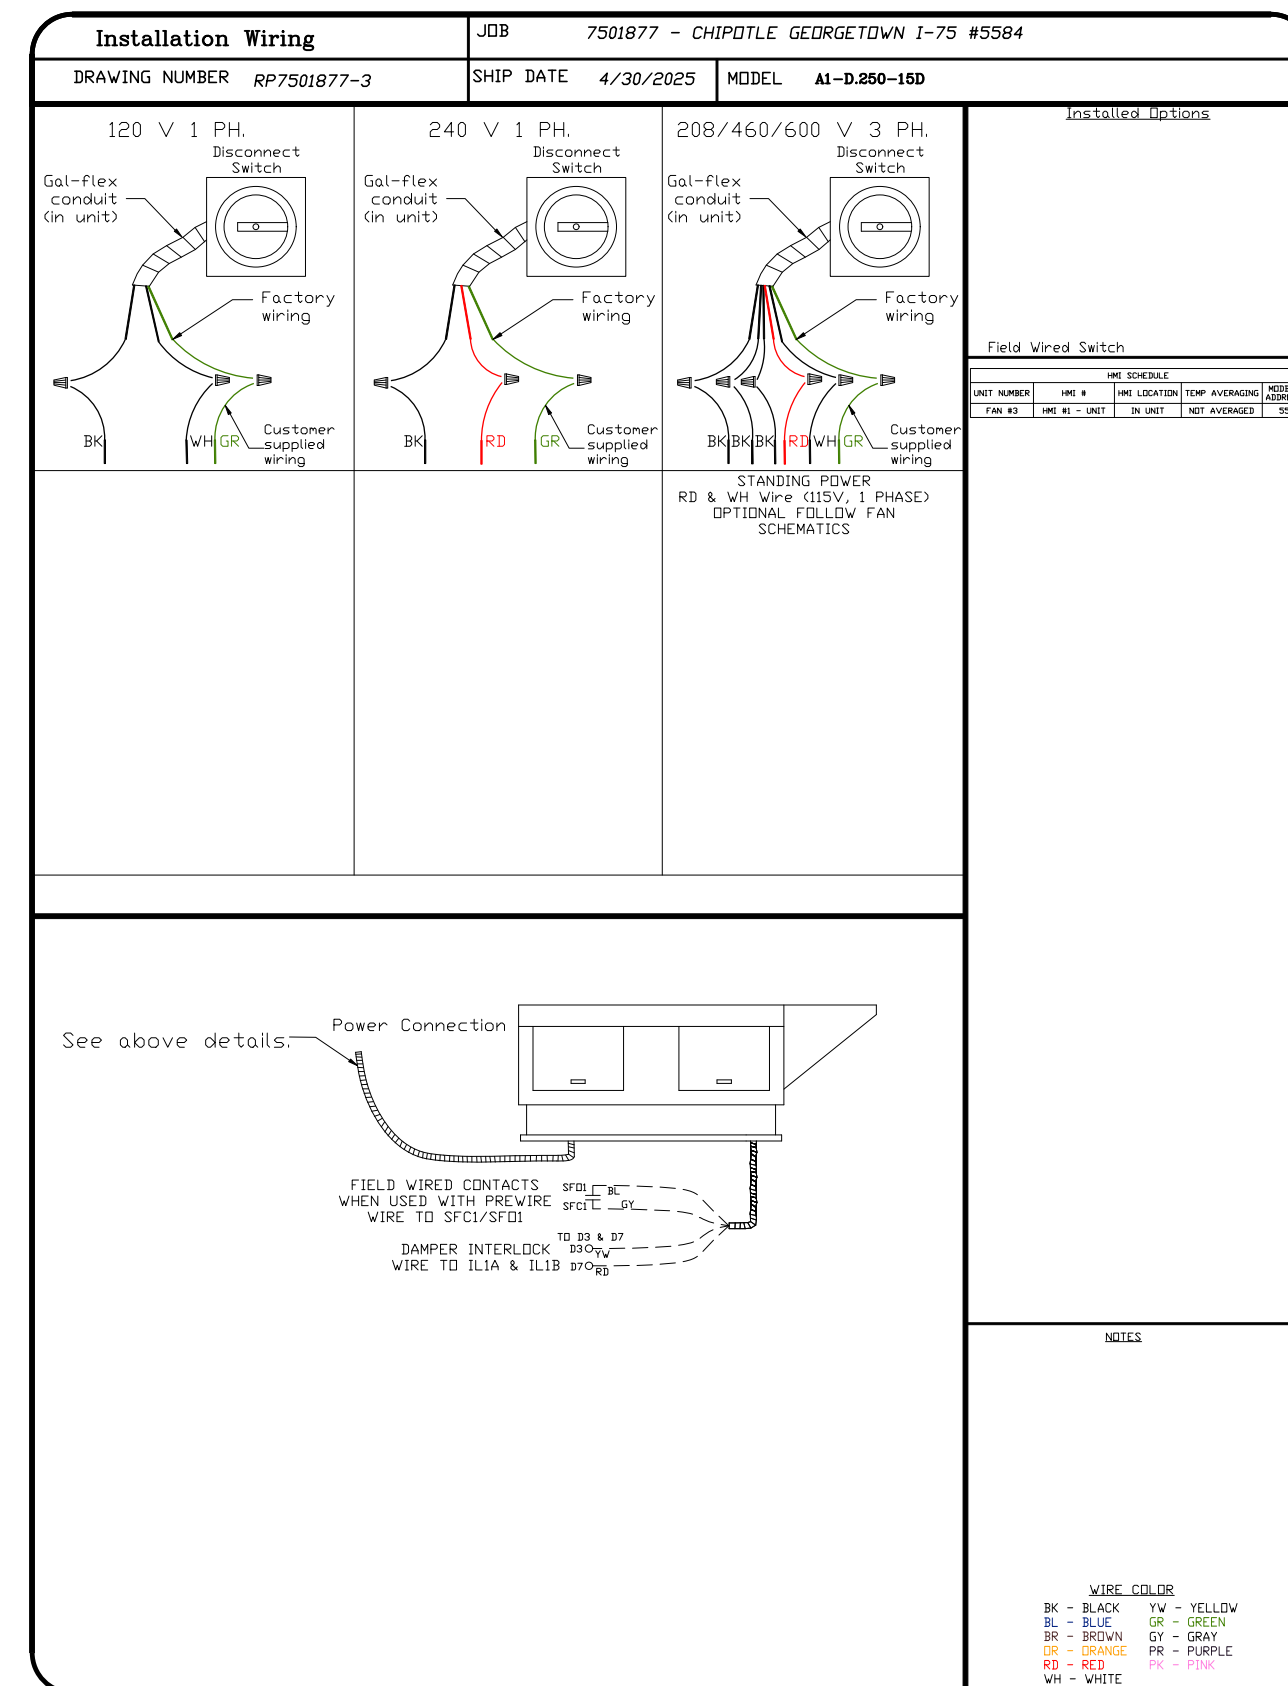 Installation Wiring
JOB 7501877 - CHIPOTLE GEORGETOWN I-75 #5584
DRAWING NUMBER RP7501877-3
SHIP DATE 4/30/2025
MODEL A1-D.250-15D
120 V 1 PH.
Disconnect
Switch
Gal-flex
conduit
(in unit)
Factory
wiring
BK
WH
GR
Customer
supplied
wiring
240 V 1 PH.
Disconnect
Switch
Gal-flex
conduit
(in unit)
Factory
wiring
BK
RD
GR
Customer
supplied
wiring
208/460/600 V 3 PH.
Disconnect
Switch
Gal-flex
conduit
(in unit)
Factory
wiring
BK
BK
BK
RD
WH
GR
Customer
supplied
wiring
STANDING POWER
RD & WH Wire (115V, 1 PHASE)
OPTIONAL FOLLOW FAN
SCHEMATICS
Installed Options
Field Wired Switch
HMI SCHEDULE
UNIT NUMBER HMI # HMI LOCATION TEMP AVERAGING
FAN #3 HMI #1 - UNIT IN UNIT NOT AVERAGED 55
See above details.
Power Connection
FIELD WIRED CONTACTS
WHEN USED WITH PREWIRE
WIRE TO SFC1/SFO1
SFO1 BL
SFC1 GY
TO D3 & D7
DAMPER INTERLOCK
WIRE TO IL1A & IL1B
D3 YW
D7 RD
NOTES
WIRE COLOR
BK - BLACK YW - YELLOW
BL - BLUE GR - GREEN
BR - BROWN GY - GRAY
OR - ORANGE PR - PURPLE
RD - RED PK - PINK
WH - WHITE